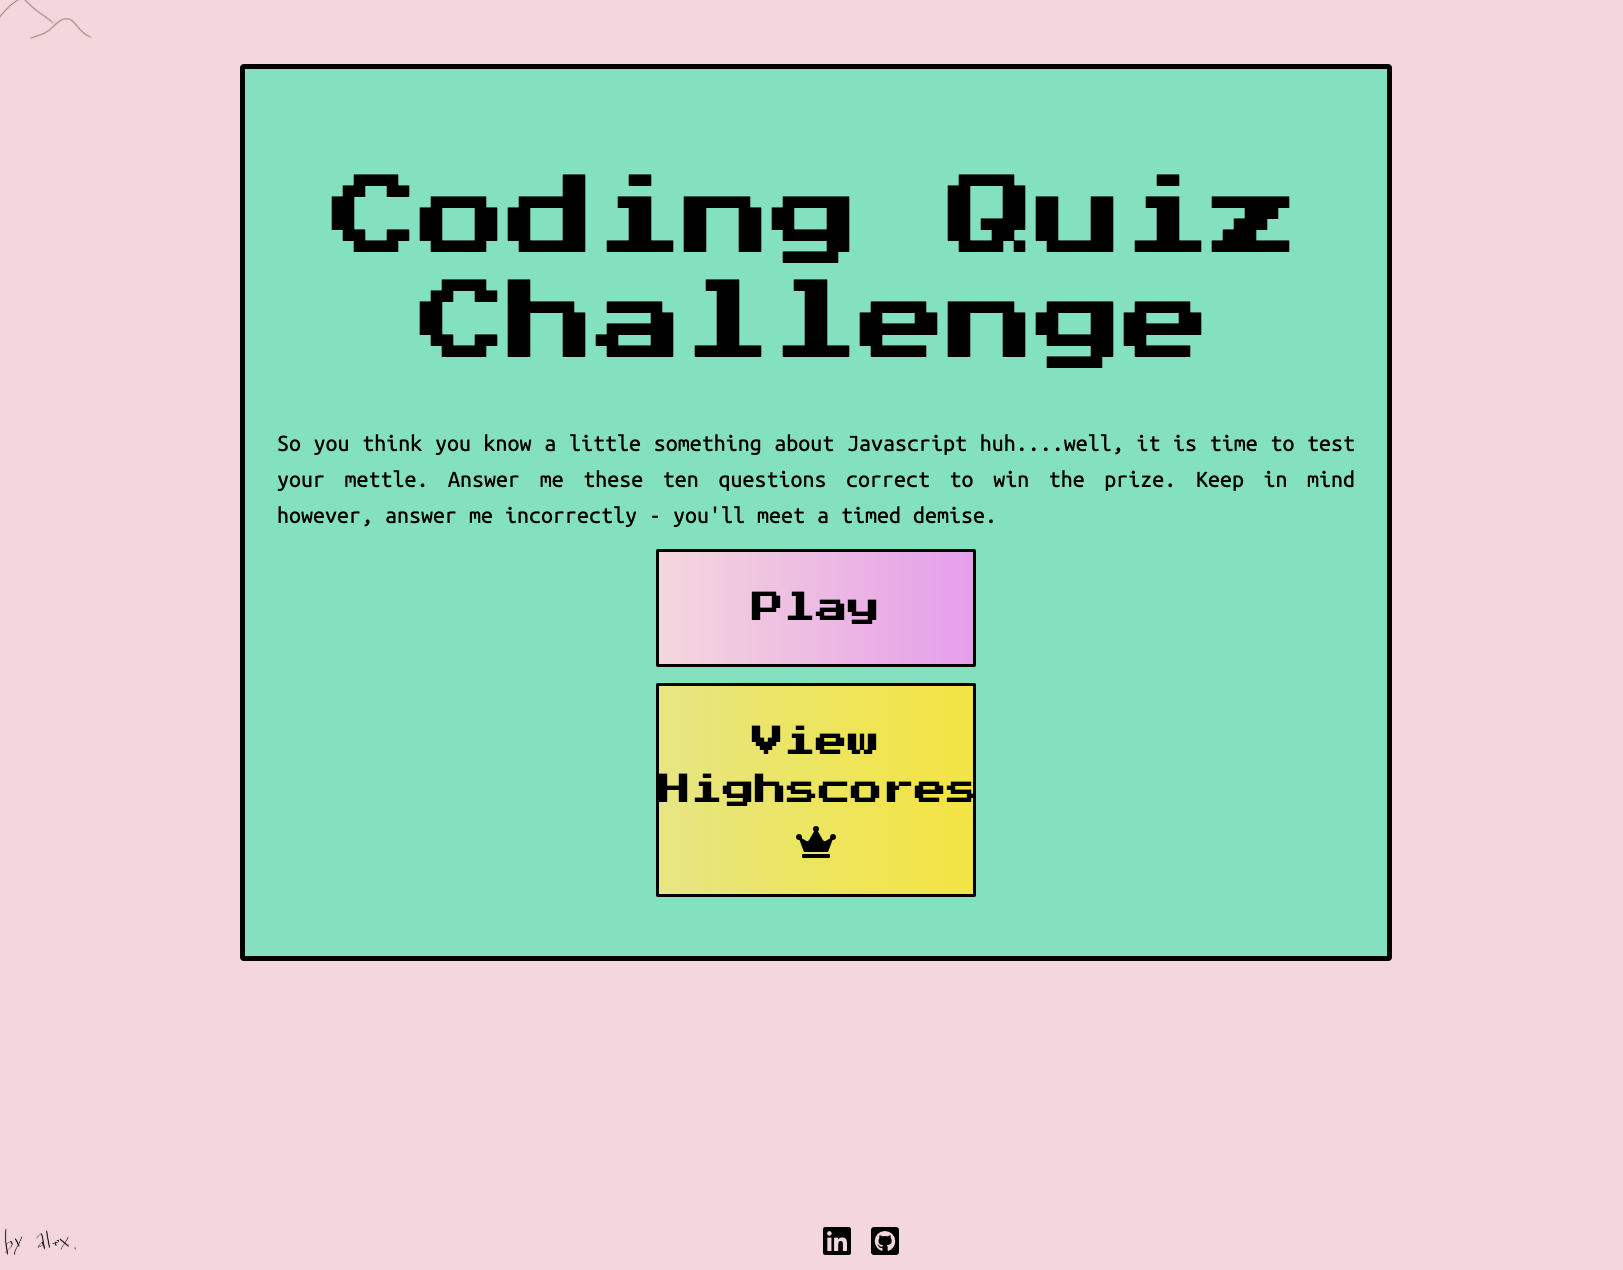 Coding Quiz
Challenge
So you think you know a little something about Javascript huh....well, it is time to test
your mettle. Answer me these ten questions correct to win the prize. Keep in mind
however, answer me incorrectly - you'll meet a timed demise.
Play
View
Highscores
by alex.
in